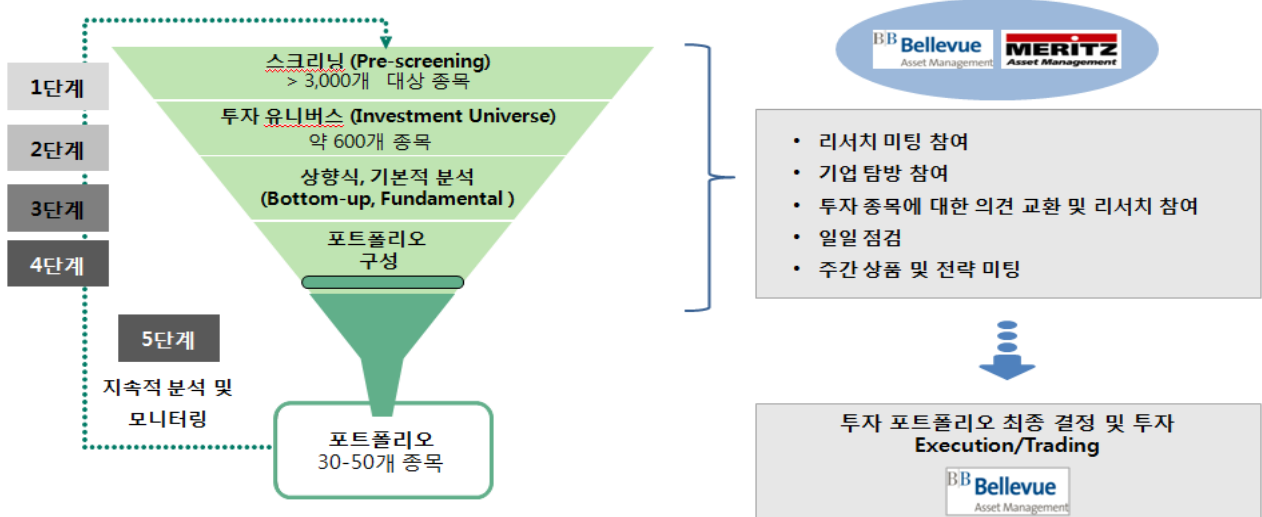 1단계
스크리닝 (Pre-screening)
> 3,000개 대상 종목
2단계
투자 유니버스 (Investment Universe)
약 600개 종목
3단계
상향식, 기본적 분석
(Bottom-up, Fundamental )
4단계
포트폴리오
구성
5단계
지속적 분석 및
모니터링
포트폴리오
30-50개 종목
BB Bellevue
Asset Management
MERITZ
Asset Management
• 리서치 미팅 참여
• 기업 탐방 참여
• 투자 종목에 대한 의견 교환 및 리서치 참여
• 일일 점검
• 주간 상품 및 전략 미팅
투자 포트폴리오 최종 결정 및 투자
Execution/Trading
BB Bellevue
Asset Management